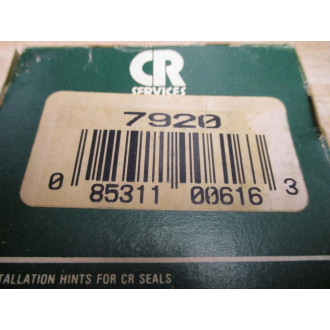 CR
SERVICES
7920
0 85311 00616 3
TALLATION HINTS FOR CR SEALS